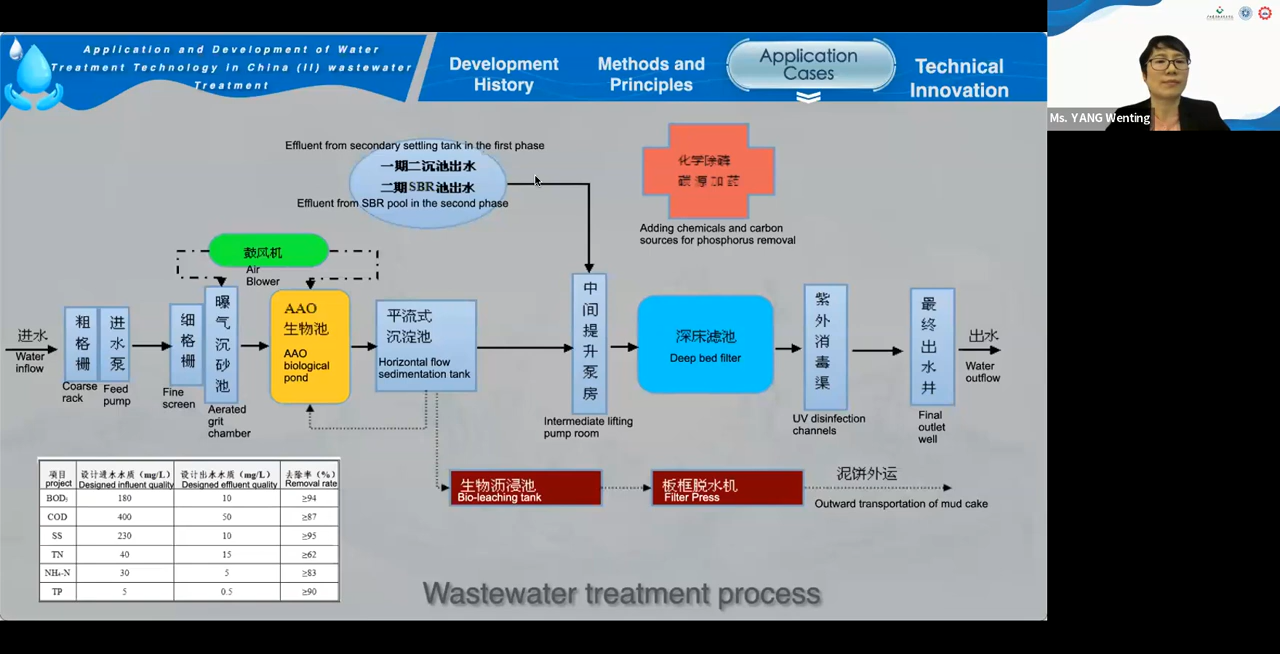 Application and Development of Water
Treatment Technology in China (II) wastewater
Treatment
Development
History
Methods and
Principles
Application
Cases
Technical
Innovation
Ms. YANG Wenting
Effluent from secondary settling tank in the first phase
一期二沉池出水
二期SBR池出水
Effluent from SBR pool in the second phase
化学除磷
碳源加药
Adding chemicals and carbon
sources for phosphorus removal
鼓风机
Air
Blower
进水
Water
inflow
粗格栅
Coarse
rack
进水泵
Feed
pump
细格栅
Fine
screen
曝气沉砂池
Aerated
grit
chamber
AAO
生物池
AAO
biological
pond
平流式
沉淀池
Horizontal flow
sedimentation tank
中间提升泵房
Intermediate lifting
pump room
深床滤池
Deep bed filter
紫外消毒渠
UV disinfection
channels
最终出水井
Final
outlet
well
出水
Water
outflow
生物沥浸池
Bio-leaching tank
板框脱水机
Filter Press
泥饼外运
Outward transportation of mud cake
项目 设计进水水质（mg/L） 设计出水水质（mg/L） 去除率（%）
project Designed influent quality Designed effluent quality Removal rate
BOD₅ 180 10 ≥94
COD 400 50 ≥87
SS 230 10 ≥95
TN 40 15 ≥62
NH₄-N 30 5 ≥83
TP 5 0.5 ≥90
Wastewater treatment process